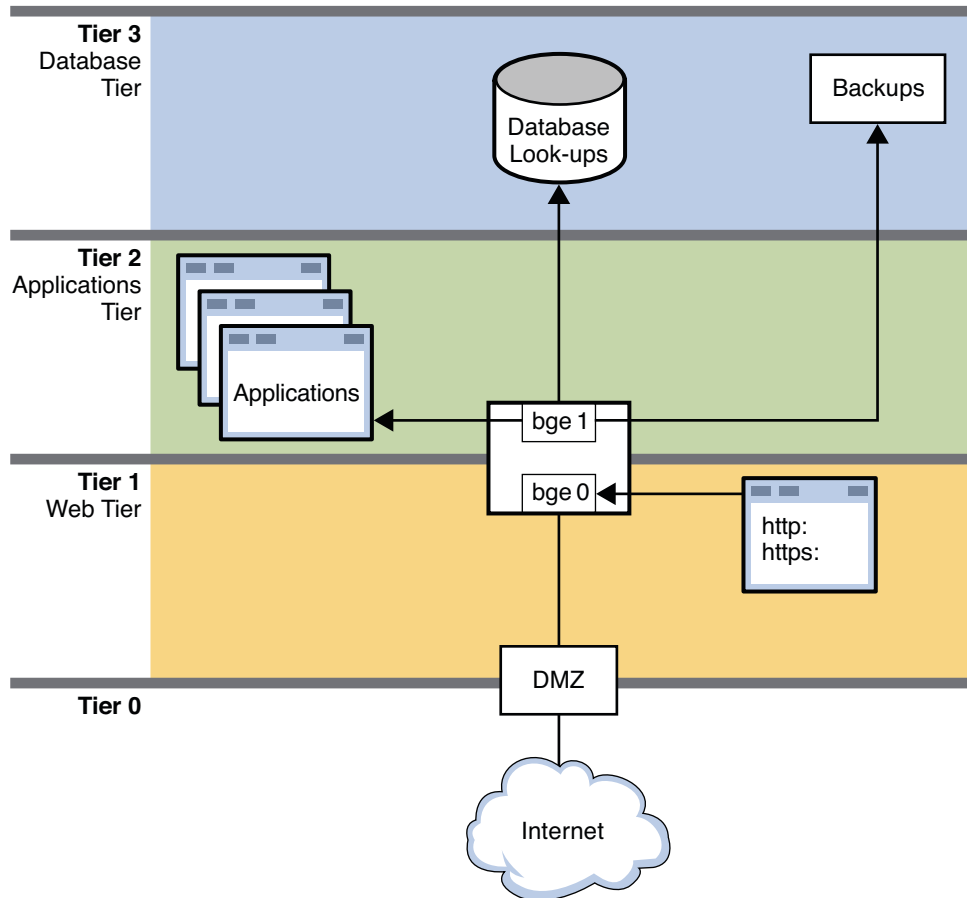 Tier 3
Database
Tier
Database
Look-ups
Backups
Tier 2
Applications
Tier
Applications
bge 1
Tier 1
Web Tier
bge 0
http:
https:
DMZ
Tier 0
Internet